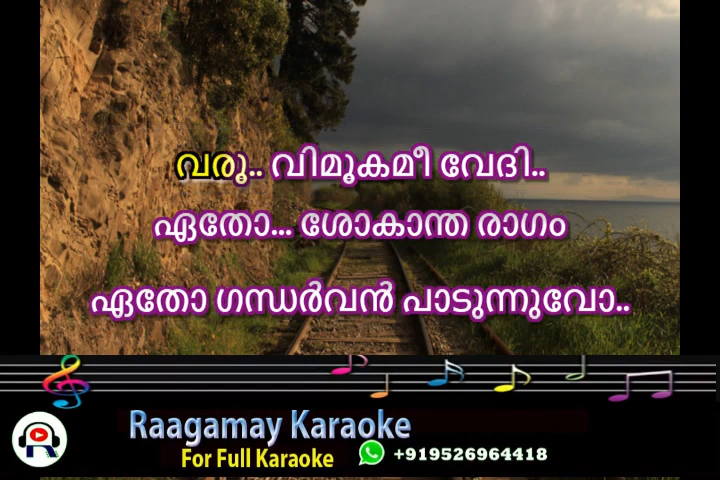 വരൂ.. വിമൂകമീ വേദി..
ഏതോ... ശോകാന്ത രാഗം
ഏതോ ഗന്ധർവൻ പാടുന്നുവോ..
Raagamay Karaoke
For Full Karaoke +919526964418